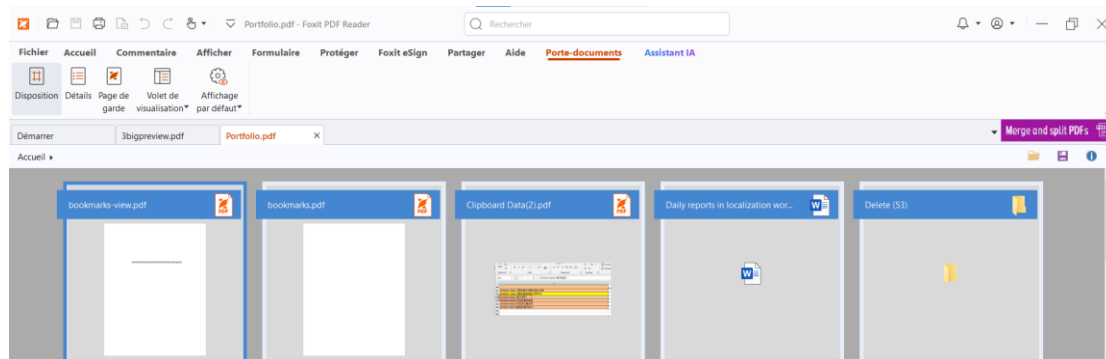 Portfolio.pdf - Foxit PDF Reader
Rechercher
Fichier Accueil Commentaire Afficher Formulaire Protéger Foxit eSign Partager Aide Porte-documents Assistant IA
Disposition Détails Page de garde Volet de visualisation Affichage par défaut
Démarrer 3bigpreview.pdf Portfolio.pdf Merge and split PDFs
Accueil
bookmarks-view.pdf PDF bookmarks.pdf PDF Clipboard Data(2).pdf PDF Daily reports in localization wor... W Delete (53)
W